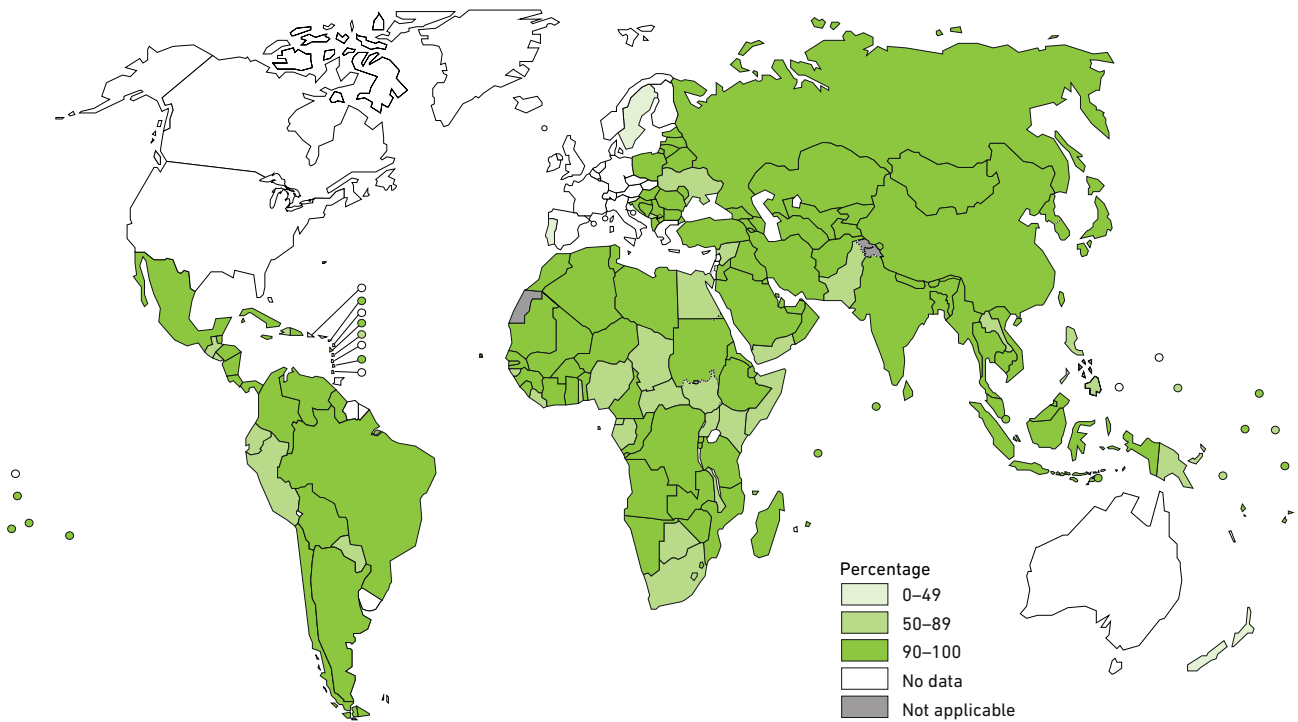 Percentage
0–49
50–89
90–100
No data
Not applicable